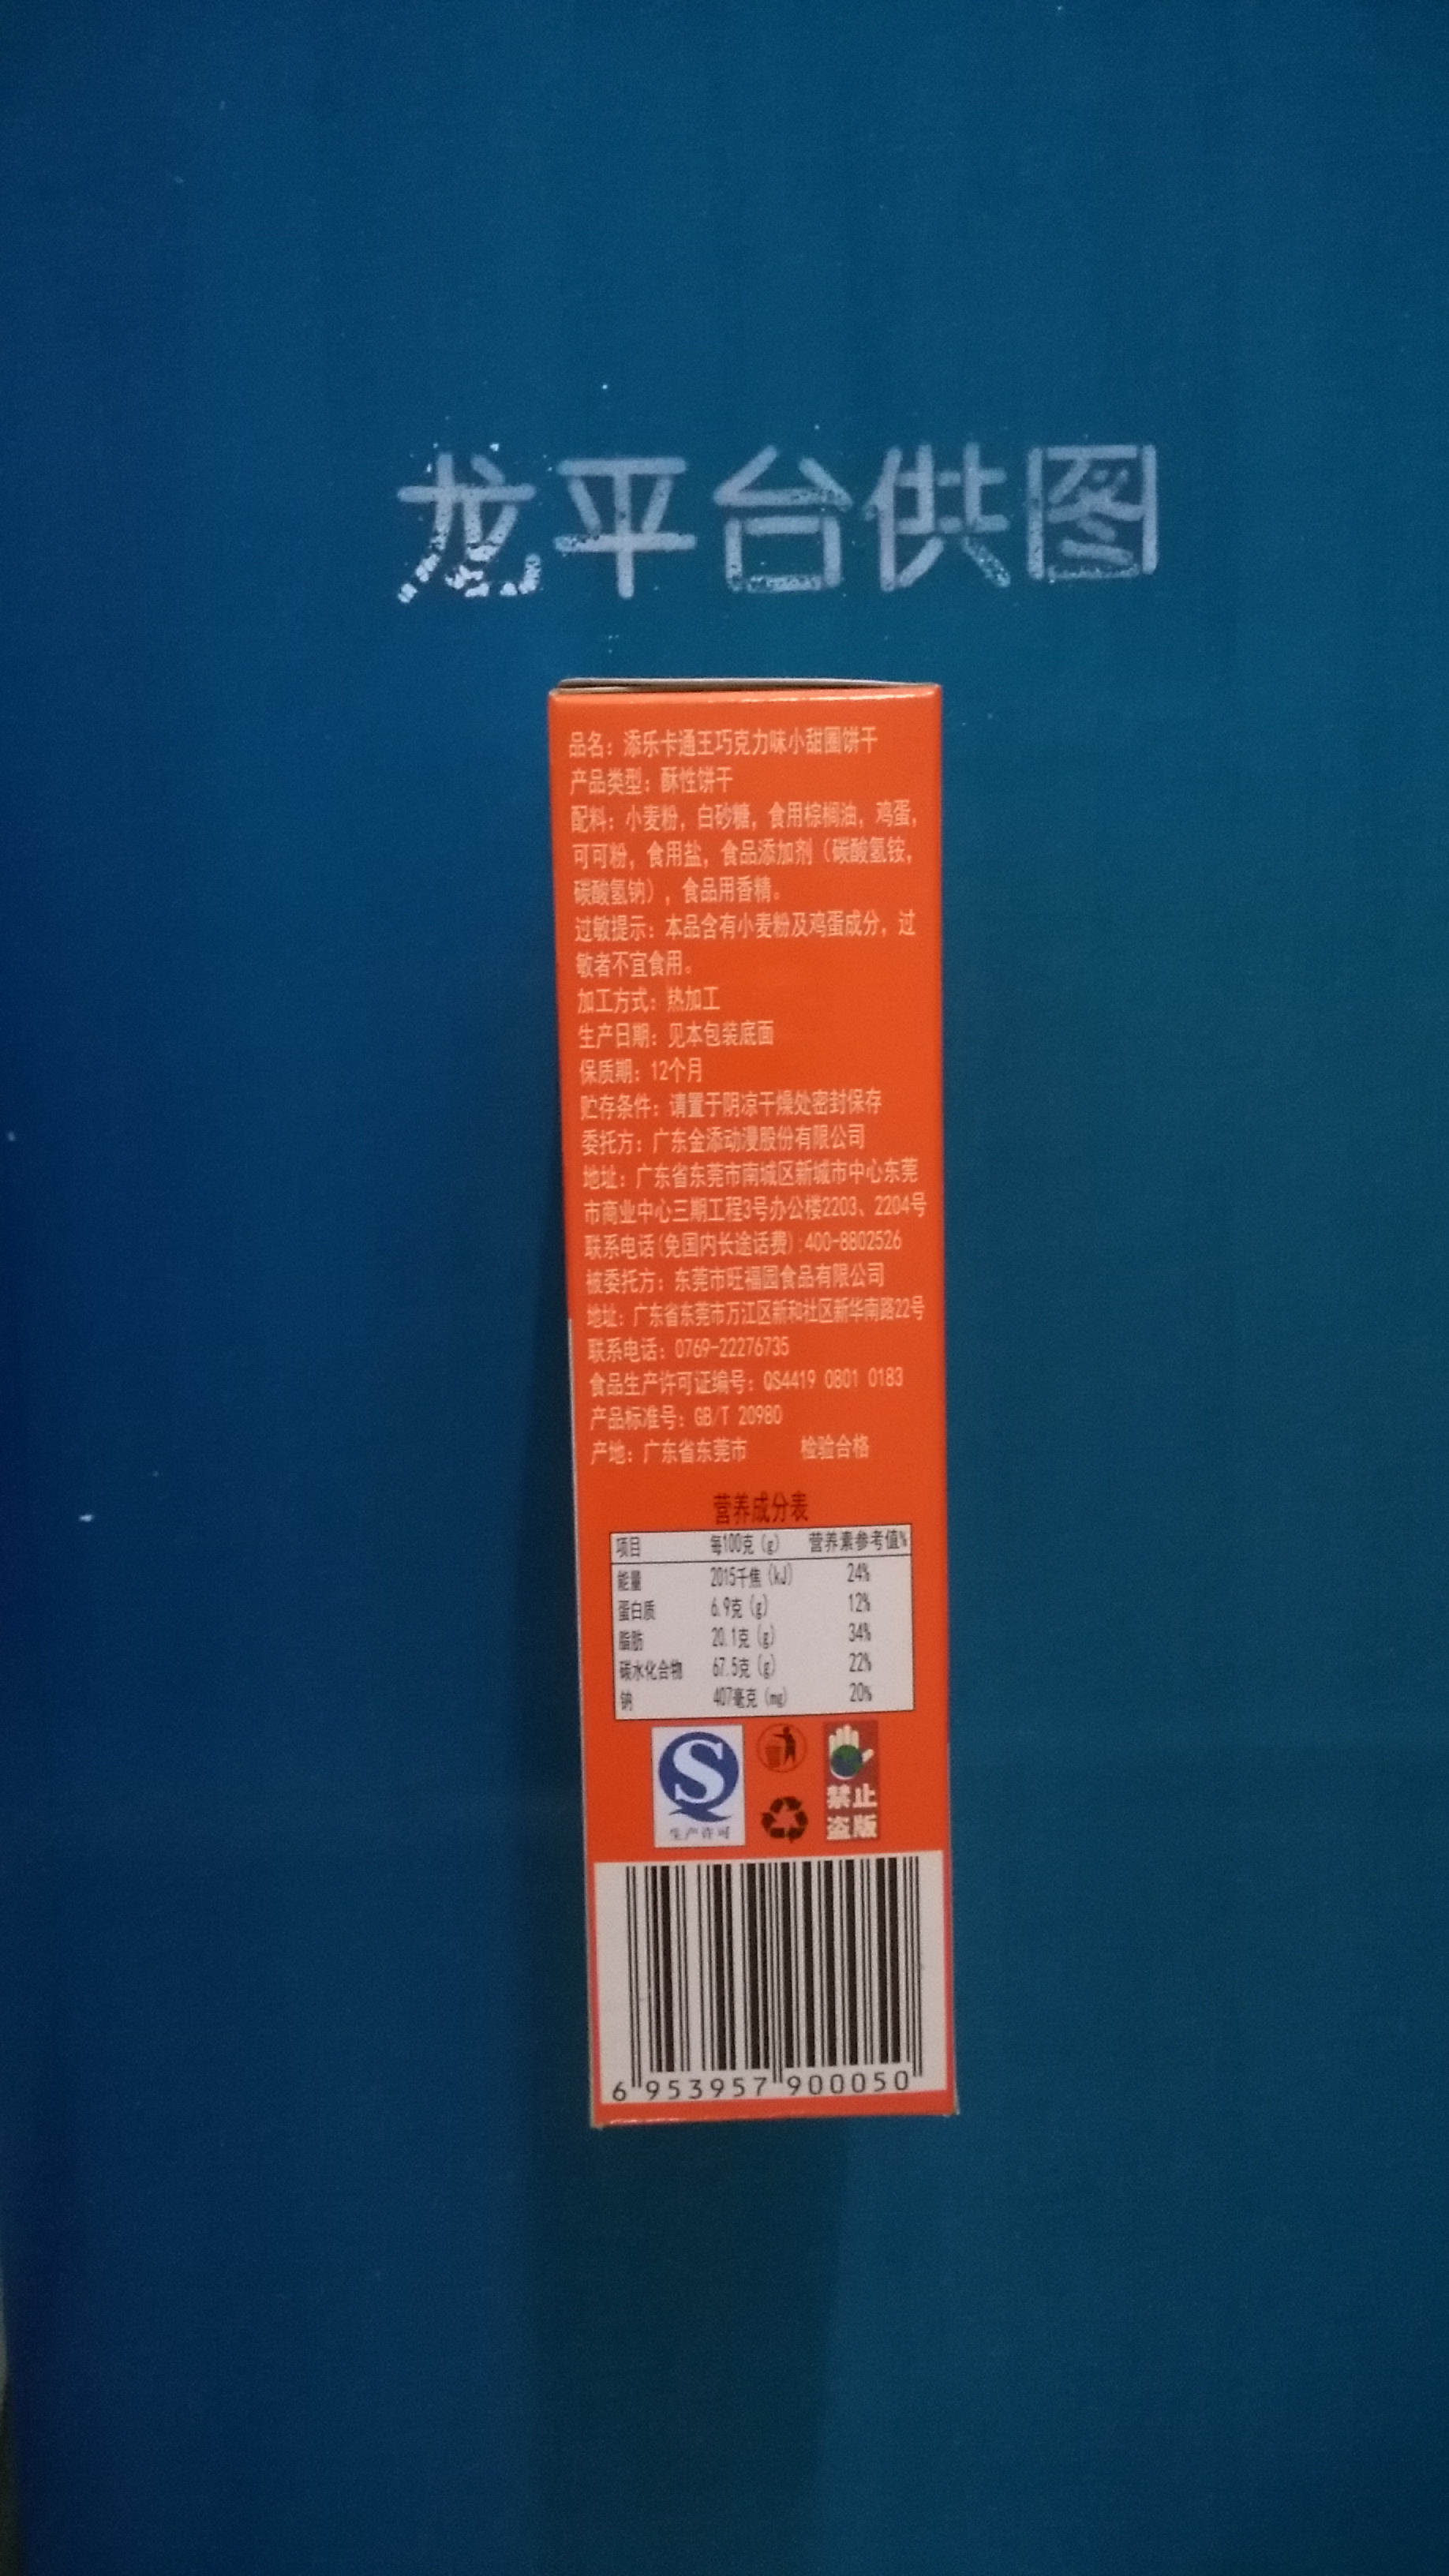 龙平台供图
品名：添乐卡通王巧克力味小甜圈饼干
产品类型：酥性饼干
配料：小麦粉，白砂糖，食用棕榈油，鸡蛋，
可可粉，食用盐，食品添加剂（碳酸氢铵，
碳酸氢钠），食品用香精。
过敏提示：本品含有小麦粉及鸡蛋成分，过
敏者不宜食用。
加工方式：热加工
生产日期：见本包装底面
保质期：12个月
贮存条件：请置于阴凉干燥处密封保存
委托方：广东金添动漫股份有限公司
地址：广东省东莞市南城区新城市中心东莞
市商业中心三期工程3号办公楼2203、2204号
联系电话(免国内长途话费):400-8802526
被委托方：东莞市旺福园食品有限公司
地址：广东省东莞市万江区新和社区新华南路22号
联系电话：0769-22276735
食品生产许可证编号：QS4419 0801 0183
产品标准号：GB/T 20980
产地：广东省东莞市 检验合格
营养成分表
项目 每100克(g) 营养素参考值%
能量 2015千焦(kJ) 24%
蛋白质 6.9克(g) 12%
脂肪 20.1克(g) 34%
碳水化合物 67.5克(g) 22%
钠 407毫克(mg) 20%
生产许可
禁止
盗版
6 953957 900050